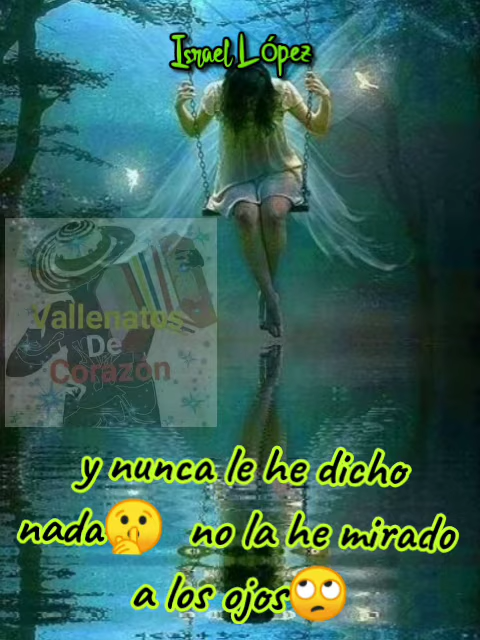 Israel López
Vallenatos
De
Corazón
y nunca le he dicho
nada🤫 no la he mirado
a los ojos🙄